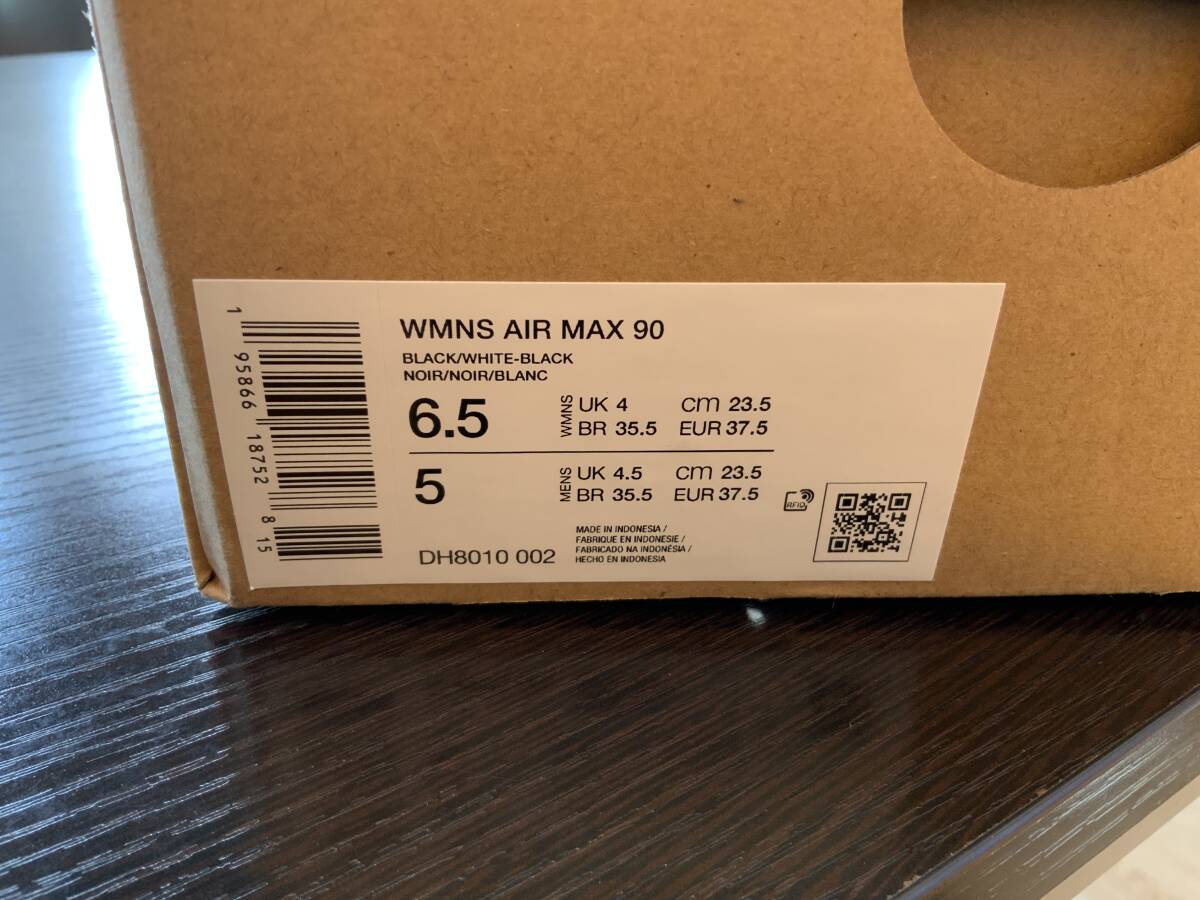 WMNS AIR MAX 90
BLACK/WHITE-BLACK
NOIR/NOIR/BLANC
6.5
WMNS
UK 4 cm 23.5
BR 35.5 EUR 37.5
5
MENS
UK 4.5 cm 23.5
BR 35.5 EUR 37.5
DH8010 002
MADE IN INDONESIA /
FABRIQUE EN INDONESIE /
FABRICADO NA INDONÉSIA /
HECHO EN INDONESIA
RFID
1 95866 18752 8 15